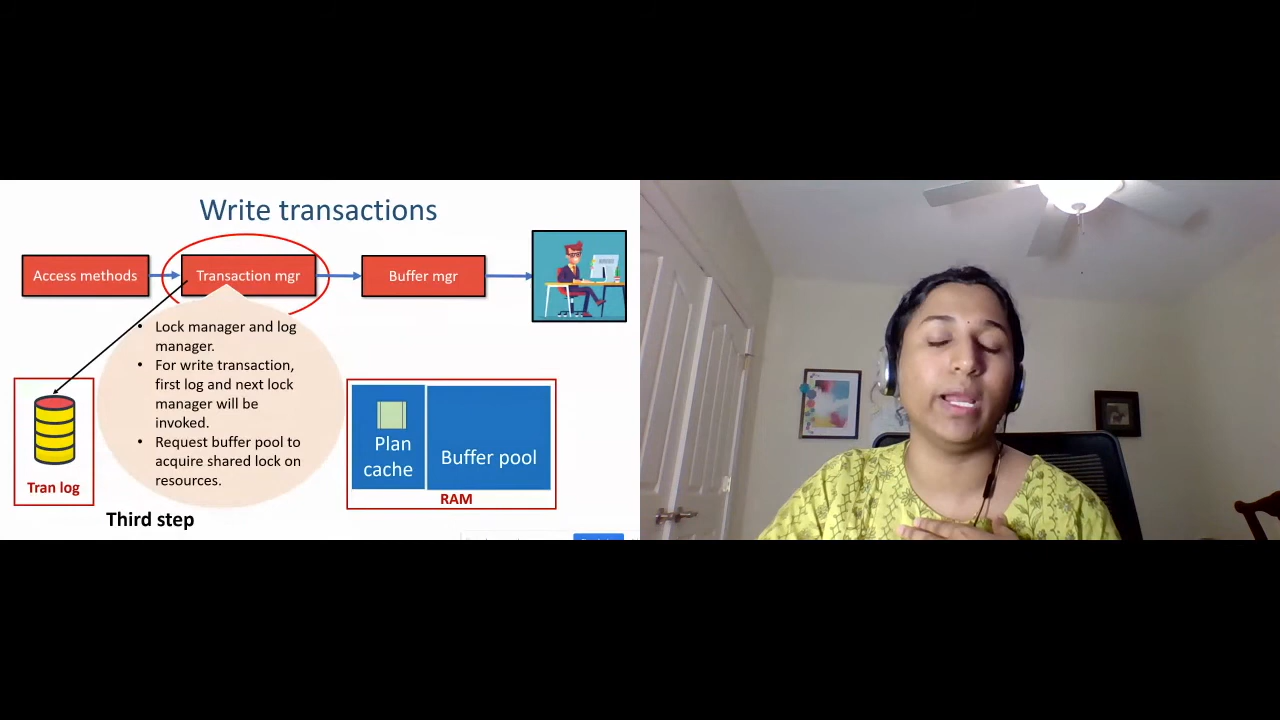 Write transactions
Access methods
Transaction mgr
Buffer mgr
• Lock manager and log
manager.
• For write transaction,
first log and next lock
manager will be
invoked.
• Request buffer pool to
acquire shared lock on
resources.
Tran log
Plan
cache
Buffer pool
RAM
Third step